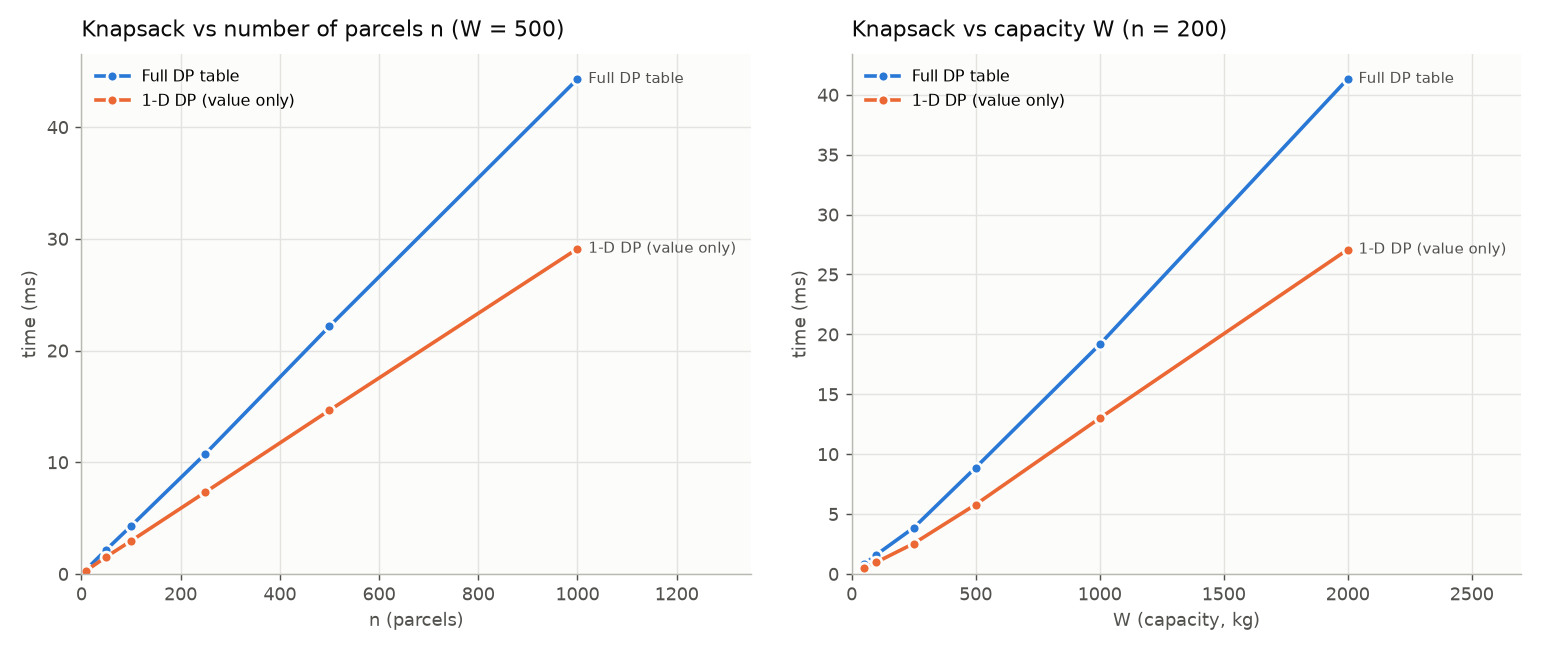 Knapsack vs number of parcels n (W = 500)
Full DP table
1-D DP (value only)
Full DP table
1-D DP (value only)
40
30
20
10
0
time (ms)
0 200 400 600 800 1000 1200
n (parcels)
Knapsack vs capacity W (n = 200)
Full DP table
1-D DP (value only)
Full DP table
1-D DP (value only)
40
35
30
25
20
15
10
5
0
time (ms)
0 500 1000 1500 2000 2500
W (capacity, kg)